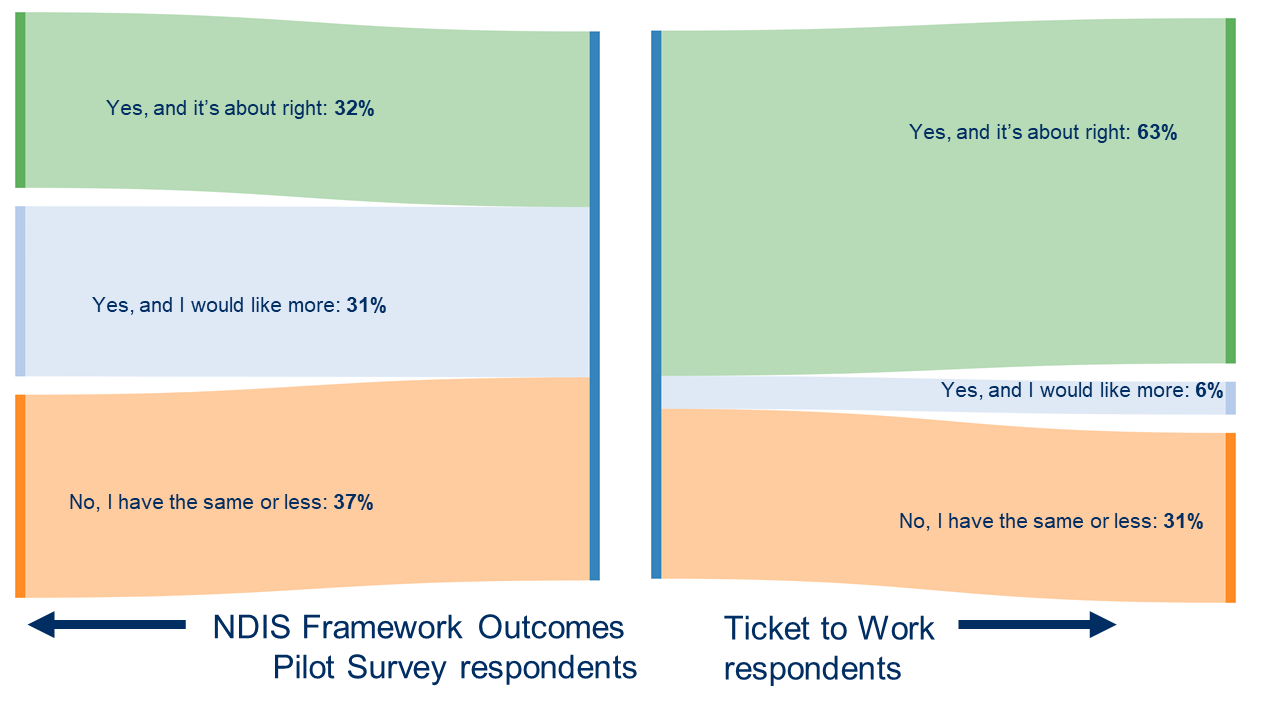 Yes, and it’s about right: 32%
Yes, and I would like more: 31%
No, I have the same or less: 37%
NDIS Framework Outcomes
Pilot Survey respondents
Yes, and it’s about right: 63%
Yes, and I would like more: 6%
No, I have the same or less: 31%
Ticket to Work
respondents